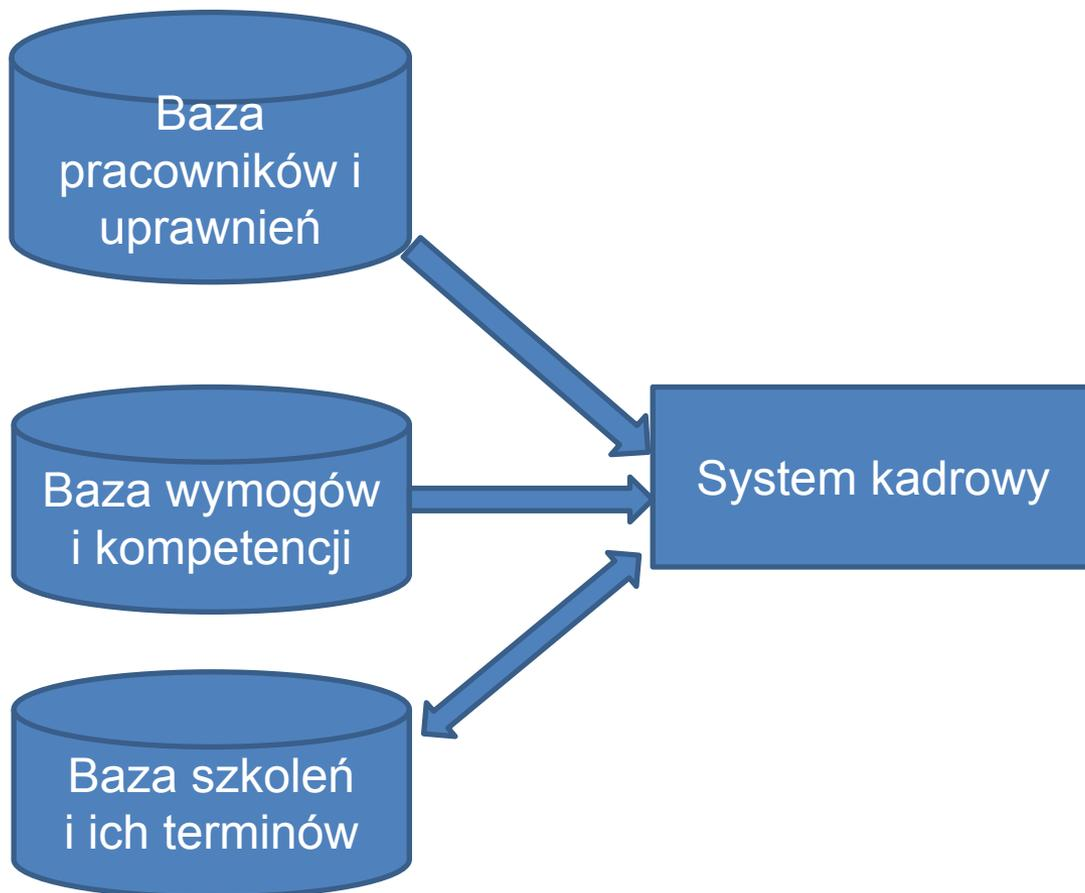 Baza
pracowników i
uprawnień
Baza wymogów
i kompetencji
System kadrowy
Baza szkoleń
i ich terminów